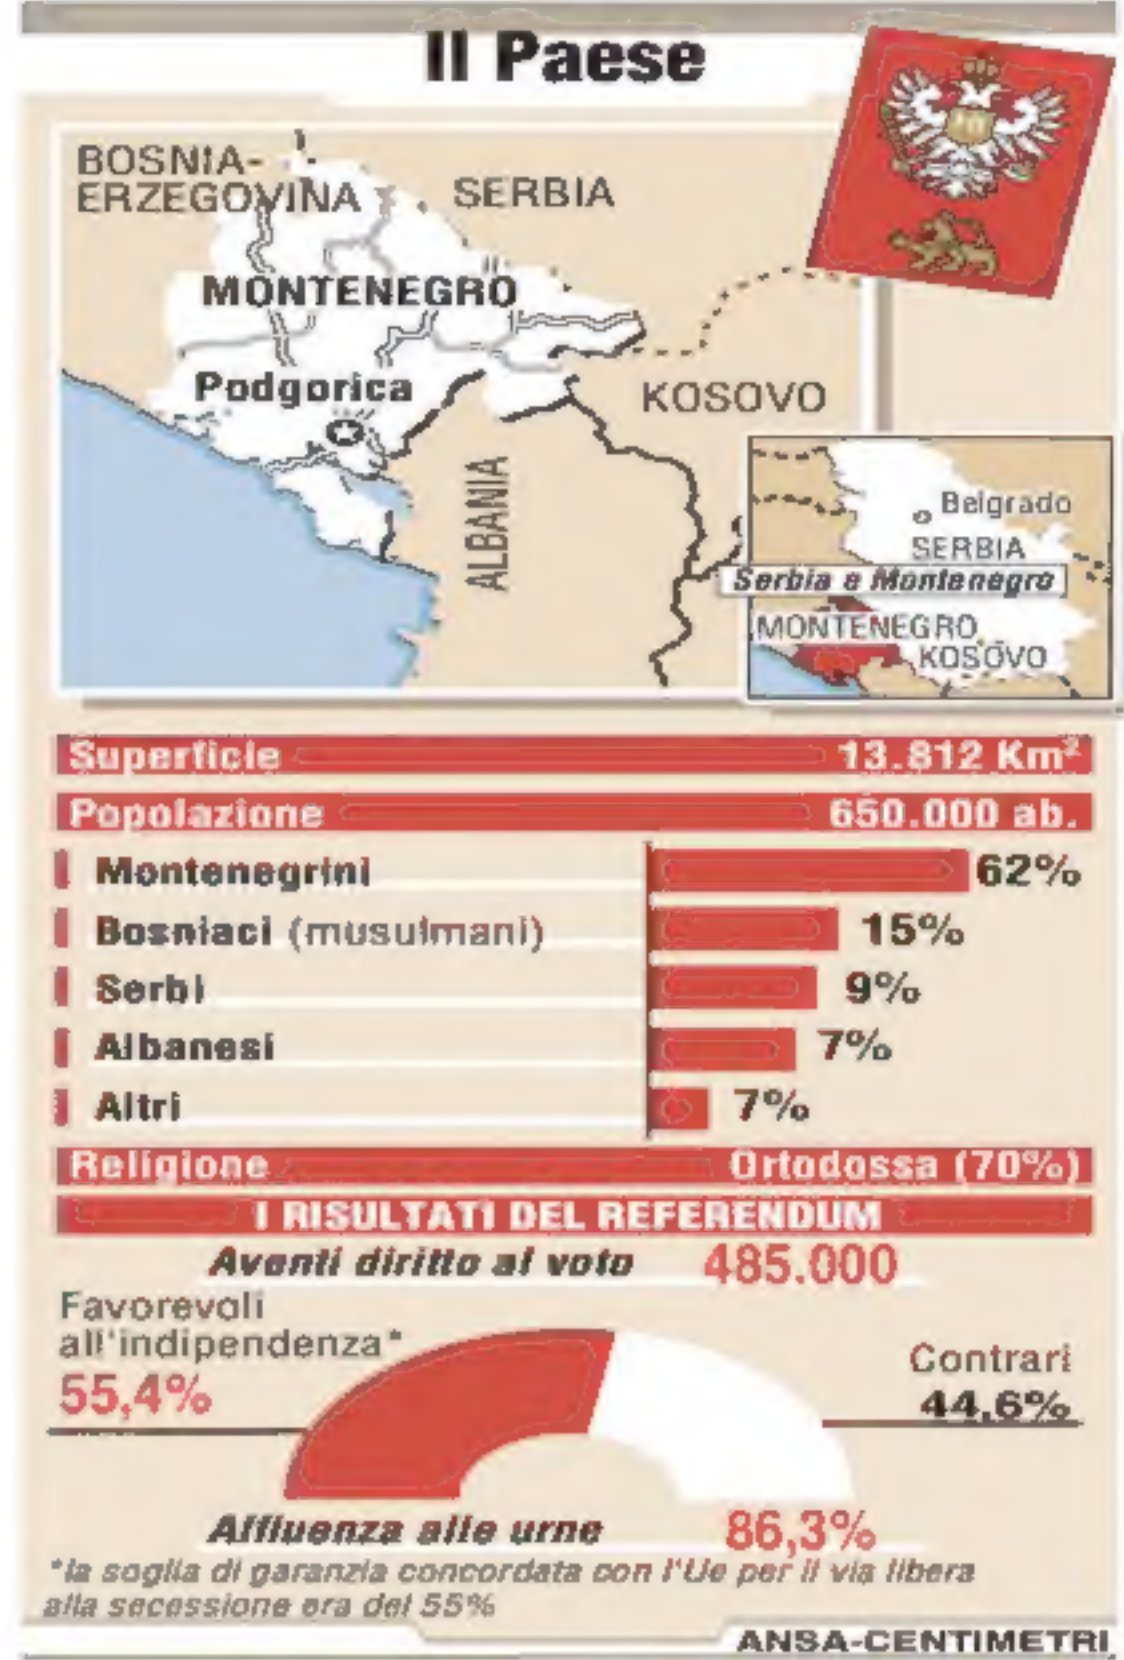 Il Paese
BOSNIA-
ERZEGOVINA
SERBIA
MONTENEGRO
Podgorica
KOSOVO
ALBANIA
Belgrado
SERBIA
Serbia e Montenegro
MONTENEGRO
KOSOVO
Superficie 13.812 Km²
Popolazione 650.000 ab.
Montenegrini 62%
Bosniaci (musulmani) 15%
Serbi 9%
Albanesi 7%
Altri 7%
Religione Ortodossa (70%)
I RISULTATI DEL REFERENDUM
Aventi diritto al voto 485.000
Favorevoli
all'indipendenza*
55,4%
Contrari
44,6%
Affluenza alle urne 86,3%
*la soglia di garanzia concordata con l'Ue per il via libera
alla secessione era del 55%
ANSA-CENTIMETRI